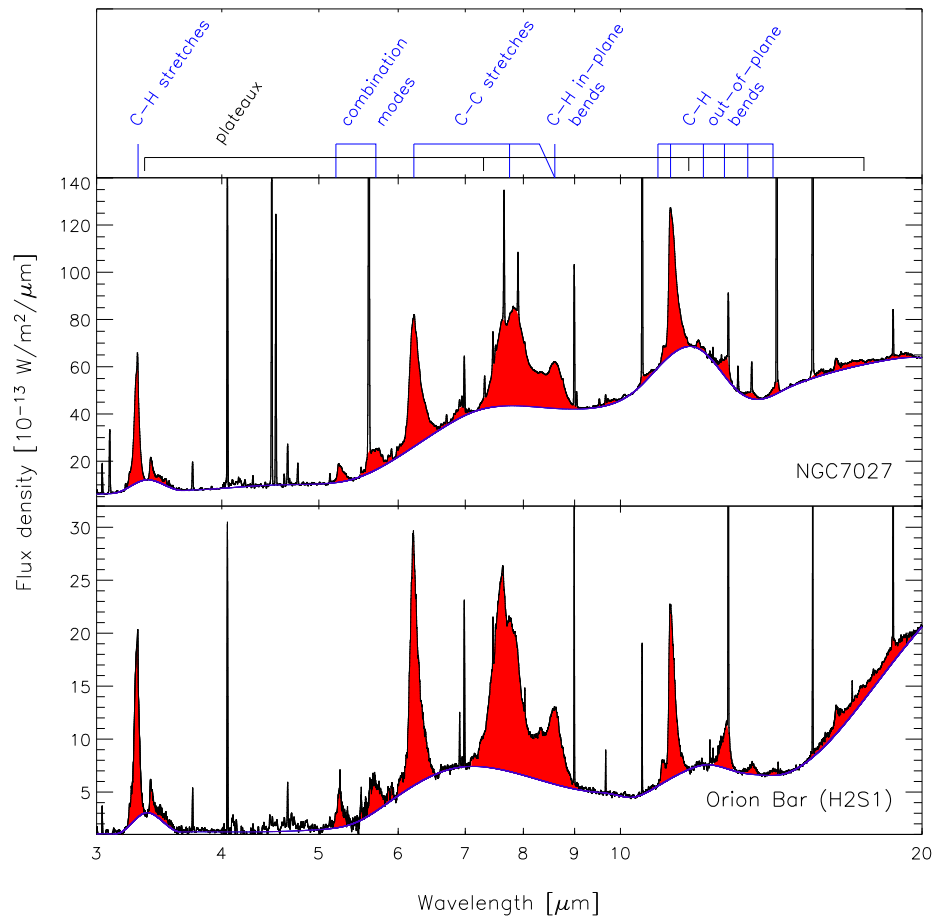 C–H stretches
plateaux
combination
modes
C–C stretches
C–H in–plane
bends
C–H
out–of–plane
bends
140
120
100
80
60
40
20
NGC7027
30
25
20
15
10
5
Orion Bar (H2S1)
Flux density [10⁻¹³ W/m²/μm]
3
4
5
6
7
8
9
10
20
Wavelength [μm]